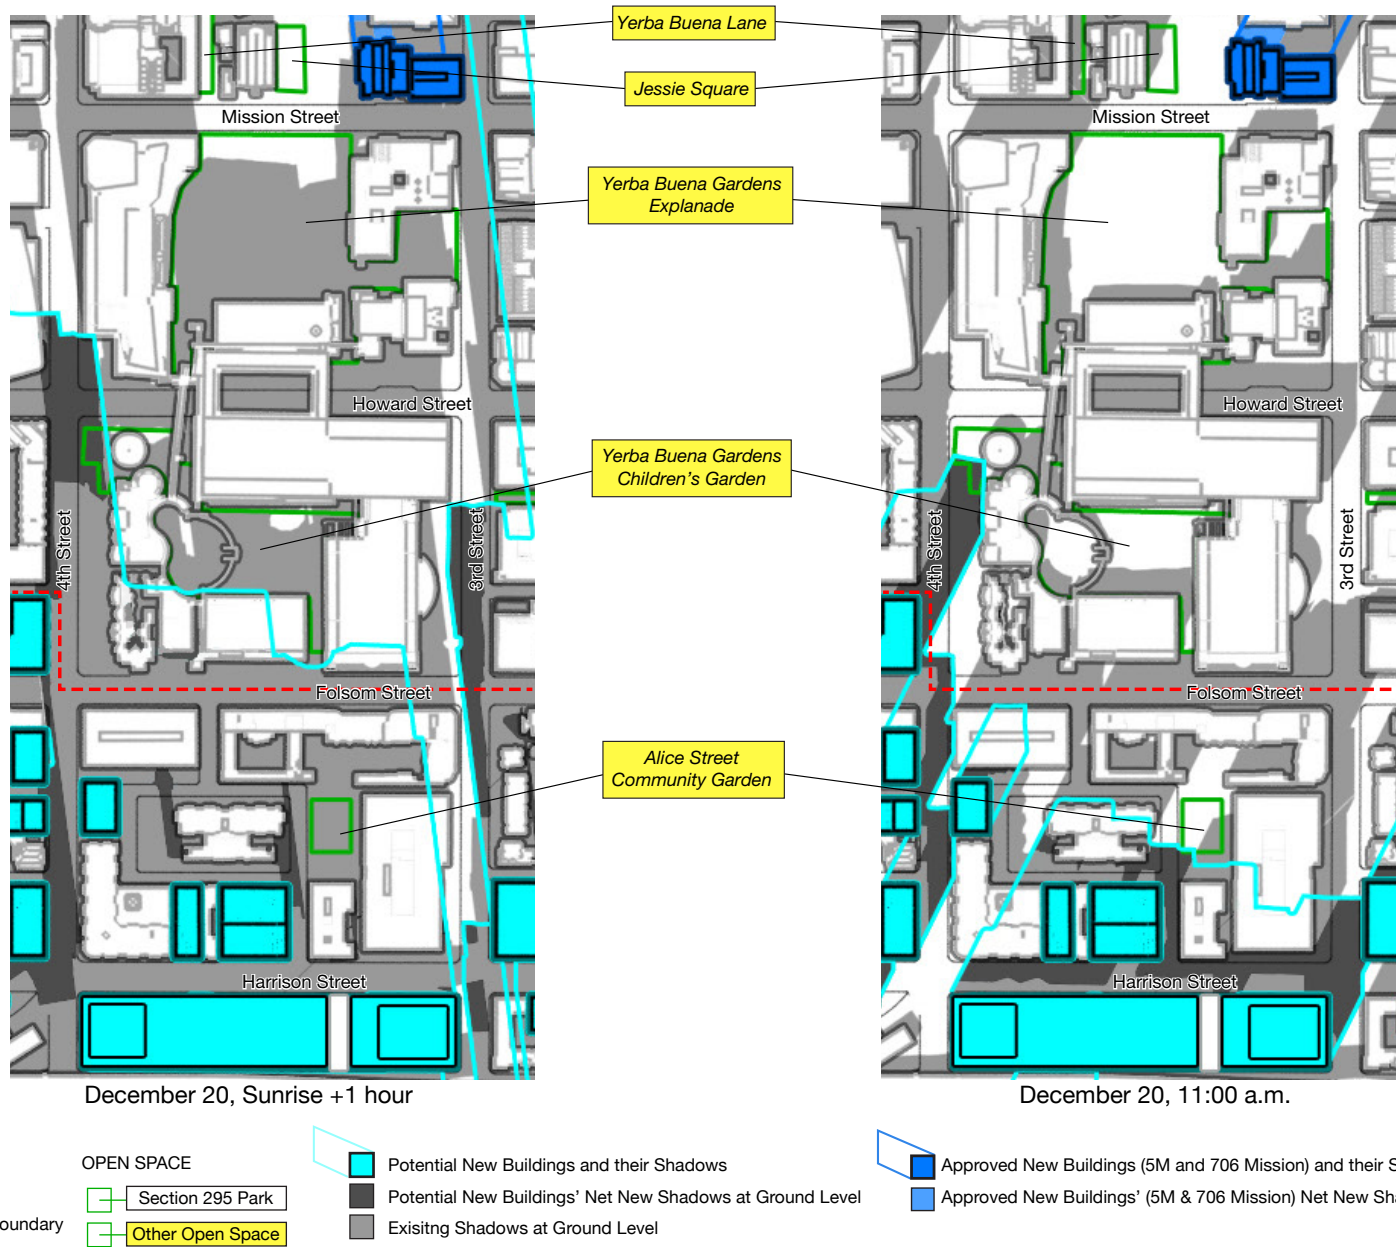 Yerba Buena Lane
Jessie Square
Mission Street
Mission Street
Yerba Buena Gardens
Explanade
Howard Street
Howard Street
Yerba Buena Gardens
Children's Garden
4th Street
3rd Street
4th Street
3rd Street
Folsom Street
Folsom Street
Alice Street
Community Garden
Harrison Street
Harrison Street
December 20, Sunrise +1 hour
December 20, 11:00 a.m.
OPEN SPACE
Section 295 Park
oundary
Other Open Space
Potential New Buildings and their Shadows
Potential New Buildings' Net New Shadows at Ground Level
Exisitng Shadows at Ground Level
Approved New Buildings (5M and 706 Mission) and their S
Approved New Buildings' (5M & 706 Mission) Net New Sha